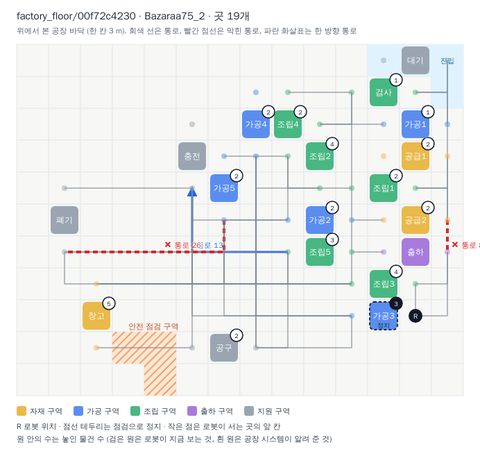 factory_floor/00f72c4230 · Bazaraa75_2 · 곳 19개
위에서 본 공장 바닥 (한 칸 3 m). 회색 선은 통로, 빨간 점선은 막힌 통로, 파란 화살표는 한 방향 통로
대기
진입
검사
1
가공4
2
조립4
2
가공1
1
조립2
4
공급1
2
충전
가공5
2
조립1
2
폐기
가공2
2
공급2
2
✕ 통로 26
통로 13
조립5
3
출하
✕ 통로 8
조립3
4
창고
5
가공3
3
정지
R
안전 점검 구역
공구
2
자재 구역
가공 구역
조립 구역
출하 구역
지원 구역
R 로봇 위치 · 점선 테두리는 점검으로 정지 · 작은 점은 로봇이 서는 곳의 앞 칸
원 안의 수는 놓인 물건 수 (검은 원은 로봇이 지금 보는 것, 흰 원은 공장 시스템이 알려 준 것)